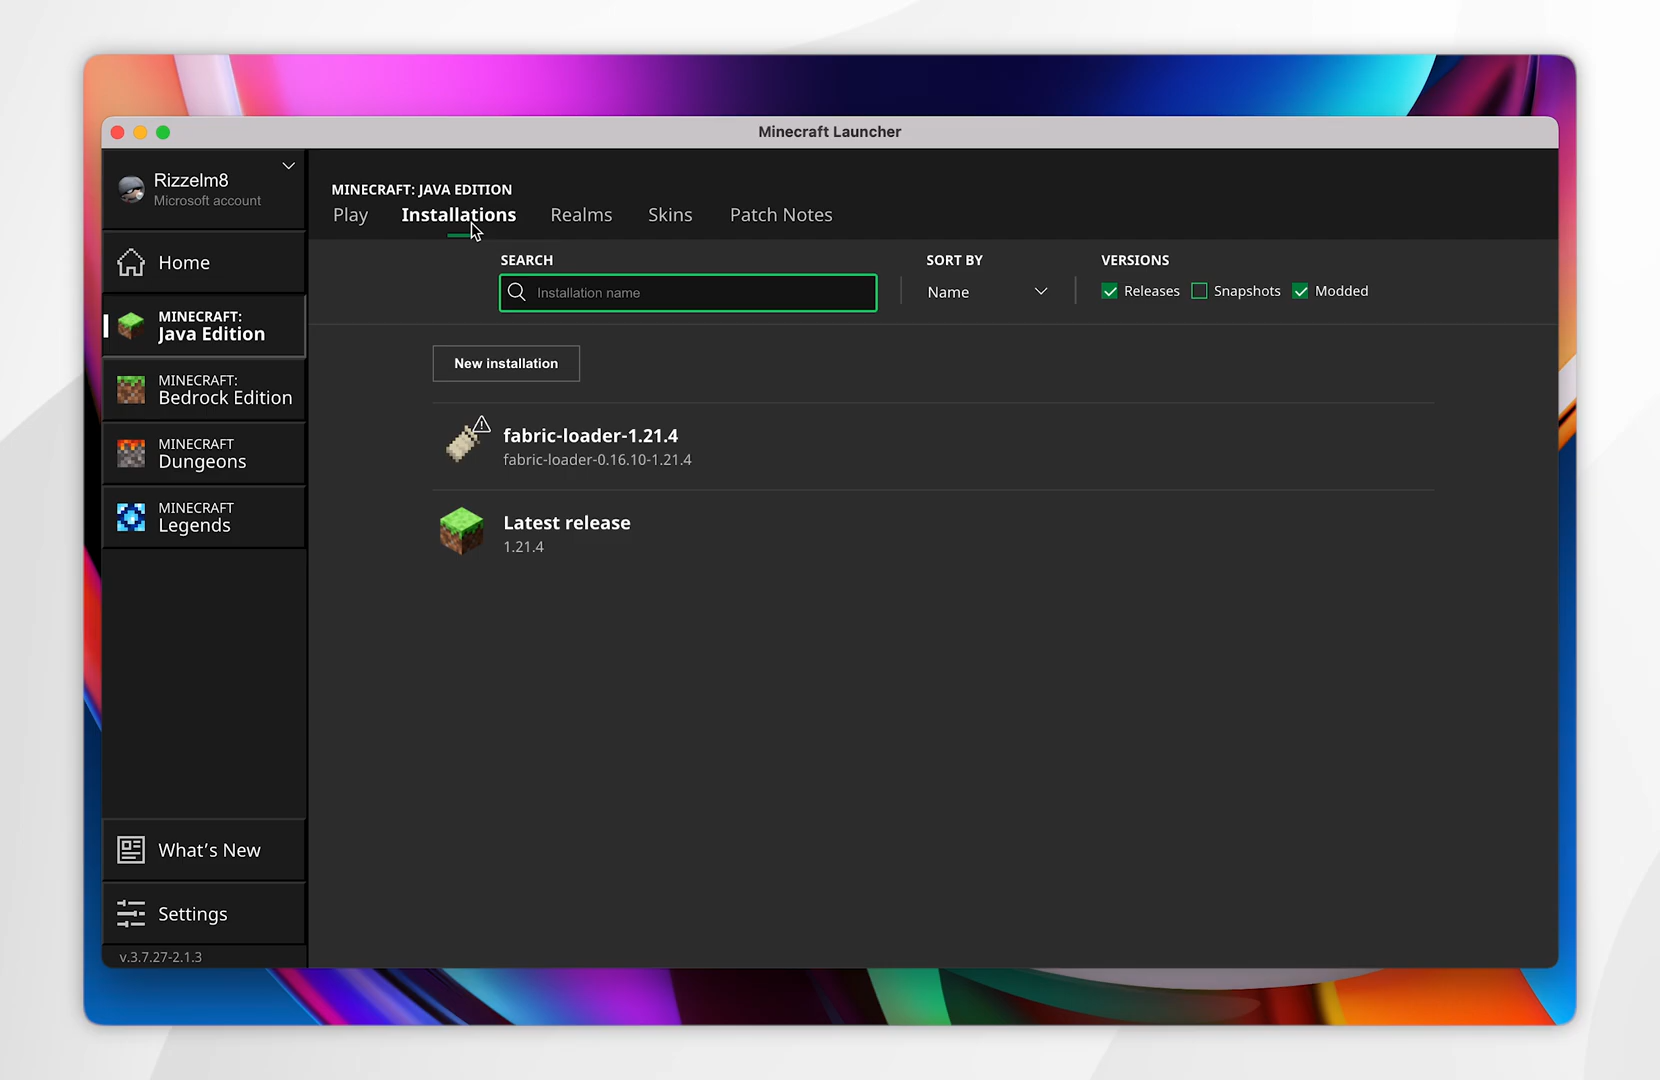 Minecraft Launcher
Rizzelm8
Microsoft account
Home
MINECRAFT:
Java Edition
MINECRAFT:
Bedrock Edition
MINECRAFT
Dungeons
MINECRAFT
Legends
What's New
Settings
v.3.7.27-2.1.3
MINECRAFT: JAVA EDITION
Play Installations Realms Skins Patch Notes
SEARCH SORT BY VERSIONS
Installation name Name Releases Snapshots Modded
New installation
fabric-loader-1.21.4
fabric-loader-0.16.10-1.21.4
Latest release
1.21.4